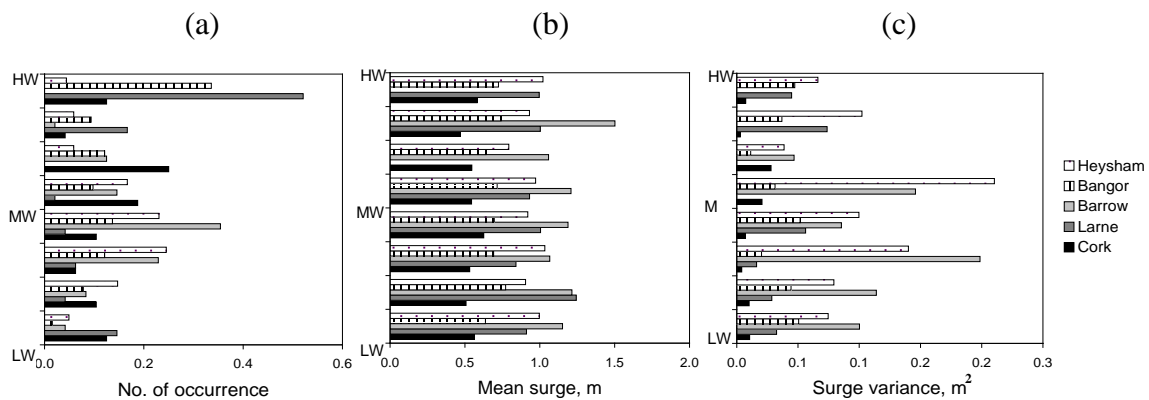 (a)
(b)
(c)
HW
MW
LW
0.0
0.2
0.4
0.6
No. of occurrence
HW
MW
LW
0.0
0.5
1.0
1.5
2.0
Mean surge, m
HW
M
LW
0.0
0.1
0.1
0.2
0.2
0.3
Surge variance, m²
Heysham
Bangor
Barrow
Larne
Cork